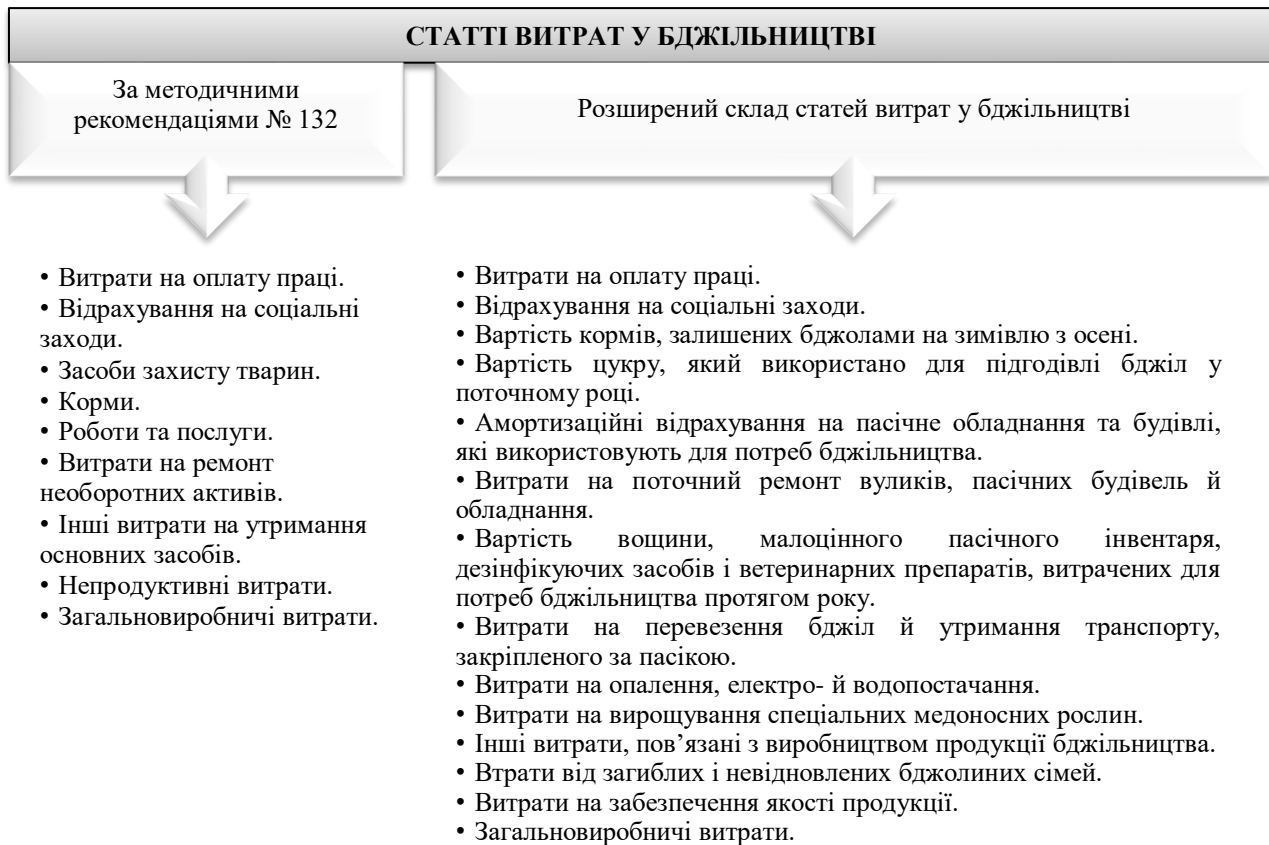 СТАТТІ ВИТРАТ У БДЖІЛЬНИЦТВІ
За методичними
рекомендаціями № 132
Розширений склад статей витрат у бджільництві
• Витрати на оплату праці.
• Відрахування на соціальні
заходи.
• Засоби захисту тварин.
• Корми.
• Роботи та послуги.
• Витрати на ремонт
необоротних активів.
• Інші витрати на утримання
основних засобів.
• Непродуктивні витрати.
• Загальновиробничі витрати.
• Витрати на оплату праці.
• Відрахування на соціальні заходи.
• Вартість кормів, залишених бджолами на зимівлю з осені.
• Вартість цукру, який використано для підгодівлі бджіл у
поточному році.
• Амортизаційні відрахування на пасічне обладнання та будівлі,
які використовують для потреб бджільництва.
• Витрати на поточний ремонт вуликів, пасічних будівель й
обладнання.
• Вартість вощини, малоцінного пасічного інвентаря,
дезінфікуючих засобів і ветеринарних препаратів, витрачених для
потреб бджільництва протягом року.
• Витрати на перевезення бджіл й утримання транспорту,
закріпленого за пасікою.
• Витрати на опалення, електро- й водопостачання.
• Витрати на вирощування спеціальних медоносних рослин.
• Інші витрати, пов’язані з виробництвом продукції бджільництва.
• Втрати від загиблих і невідновлених бджолиних сімей.
• Витрати на забезпечення якості продукції.
• Загальновиробничі витрати.